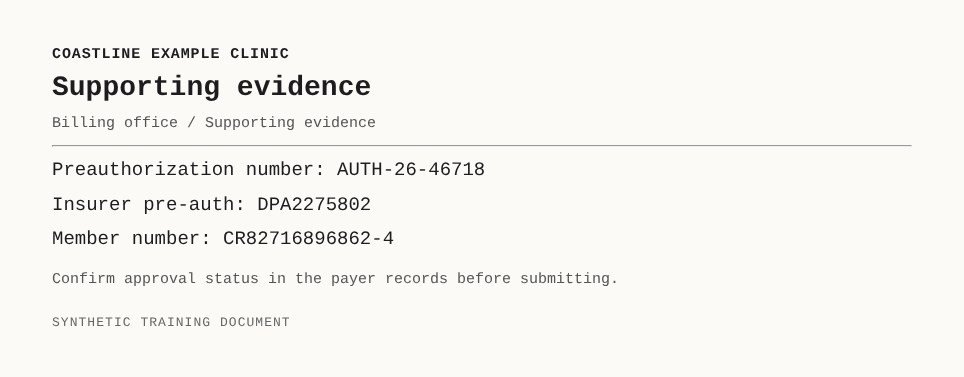 COASTLINE EXAMPLE CLINIC
Supporting evidence
Billing office / Supporting evidence
Preauthorization number: AUTH-26-46718
Insurer pre-auth: DPA2275802
Member number: CR82716896862-4
Confirm approval status in the payer records before submitting.
SYNTHETIC TRAINING DOCUMENT